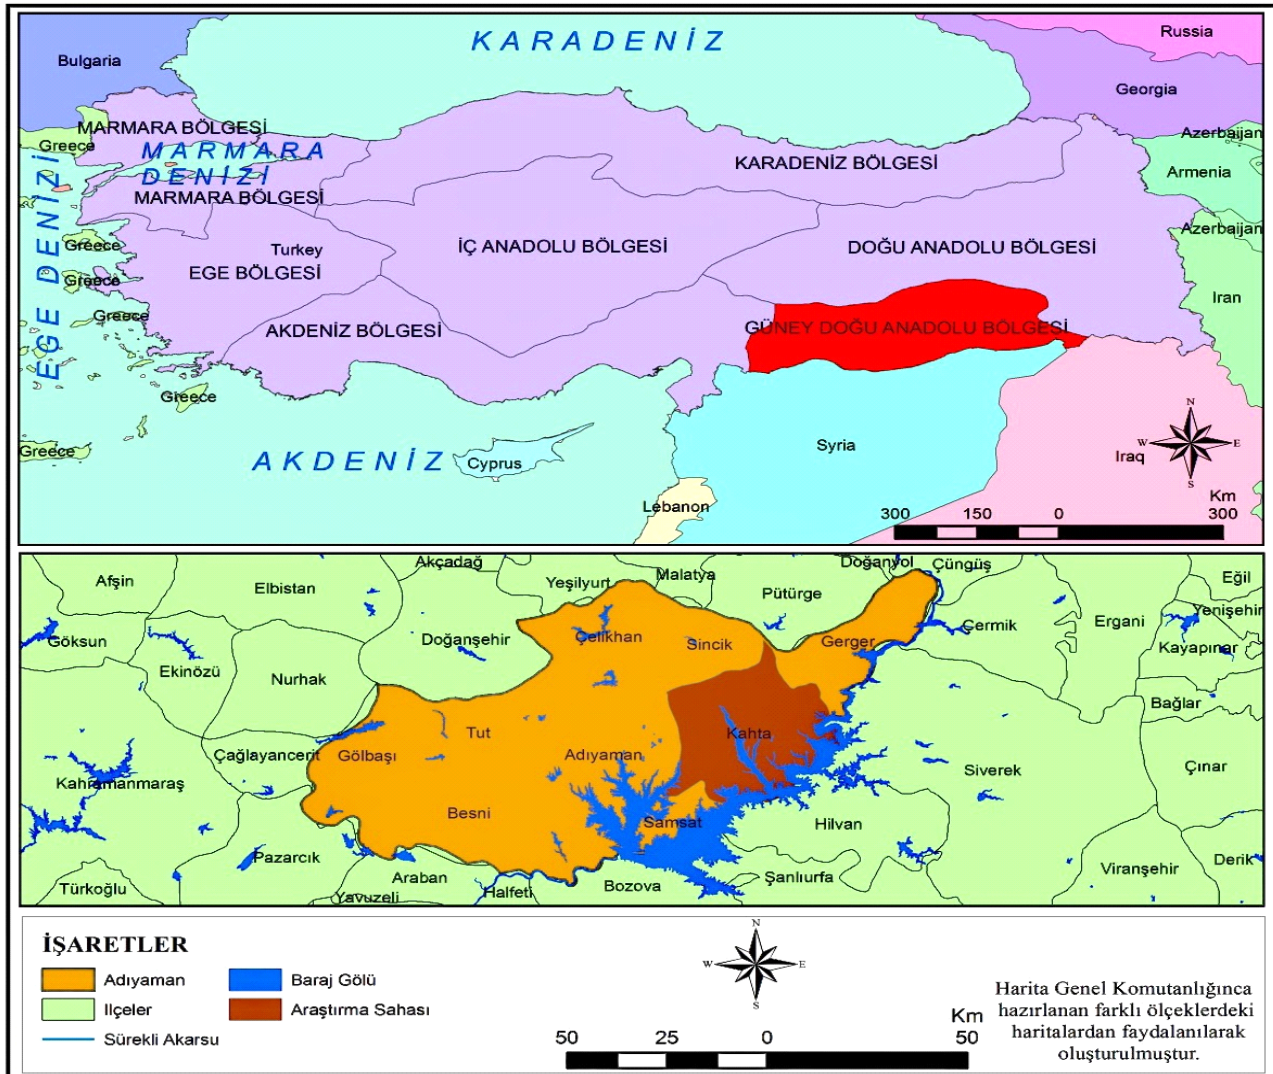 KARADENİZ
Russia
Bulgaria
Georgia
MARMARA BÖLGESİ
Azerbaijan
Greece
MARMARA
DENİZİ
KARADENİZ BÖLGESİ
Armenia
MARMARA BÖLGESİ
EGE DENİZİ
Greece
Turkey
İÇ ANADOLU BÖLGESİ
DOĞU ANADOLU BÖLGESİ
Azerbaijan
EGE BÖLGESİ
Greece
Iran
Greece
AKDENİZ BÖLGESİ
GÜNEY DOĞU ANADOLU BÖLGESİ
Greece
Greece
AKDENİZ
Cyprus
Syria
Iraq
N
W
E
S
Lebanon
Km
300 150 0 300
Afşin
Elbistan
Akçadağ
Yeşilyurt
Malatya
Pütürge
Doğanyol
Çüngüş
Eğil
Yenişehir
Göksun
Ekinözü
Nurhak
Doğanşehir
Çelikhan
Sincik
Gerger
Çermik
Ergani
Kayapınar
Bağlar
Çağlayancerit
Gölbaşı
Tut
Adıyaman
Kahta
Siverek
Çınar
Kahramanmaraş
Besni
Samsat
Hilvan
Pazarcık
Araban
Bozova
Şanlıurfa
Viranşehir
Derik
Türkoğlu
Yavuzeli
Halfeti
İŞARETLER
Adıyaman
Baraj Gölü
İlçeler
Araştırma Sahası
Sürekli Akarsu
N
W
E
S
Km
50 25 0 50
Harita Genel Komutanlığınca
hazırlanan farklı ölçeklerdeki
haritalardan faydalanılarak
oluşturulmuştur.